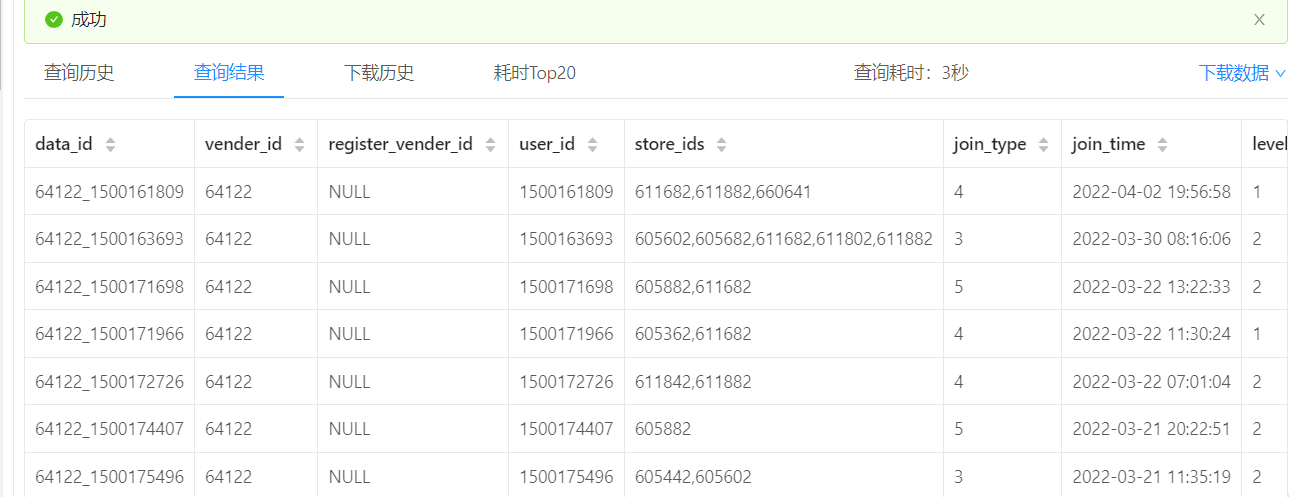 成功
查询历史 查询结果 下载历史 耗时Top20 查询耗时：3秒 下载数据
data_id vender_id register_vender_id user_id store_ids join_type join_time level
64122_1500161809 64122 NULL 1500161809 611682,611882,660641 4 2022-04-02 19:56:58 1
64122_1500163693 64122 NULL 1500163693 605602,605682,611682,611802,611882 3 2022-03-30 08:16:06 2
64122_1500171698 64122 NULL 1500171698 605882,611682 5 2022-03-22 13:22:33 2
64122_1500171966 64122 NULL 1500171966 605362,611682 4 2022-03-22 11:30:24 1
64122_1500172726 64122 NULL 1500172726 611842,611882 4 2022-03-22 07:01:04 2
64122_1500174407 64122 NULL 1500174407 605882 5 2022-03-21 20:22:51 2
64122_1500175496 64122 NULL 1500175496 605442,605602 3 2022-03-21 11:35:19 2